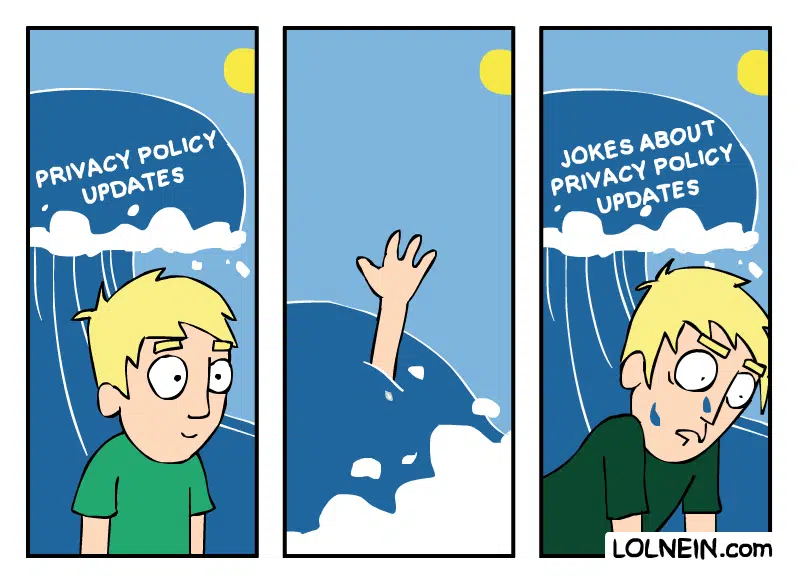 PRIVACY POLICY
UPDATES
JOKES ABOUT
PRIVACY POLICY
UPDATES
LOLNEIN.com